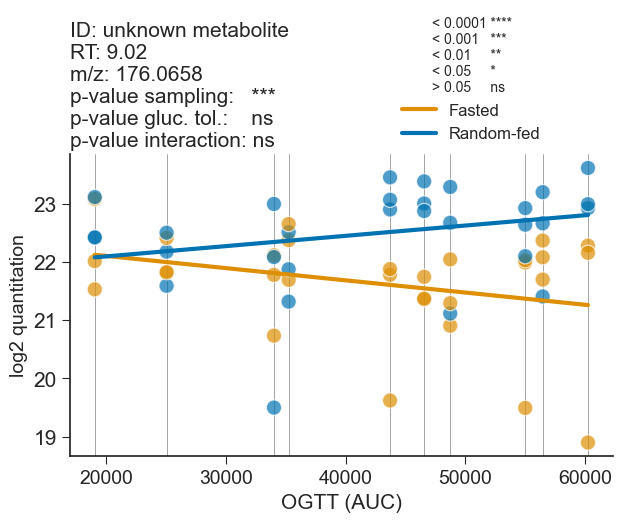 ID: unknown metabolite
RT: 9.02
m/z: 176.0658
p-value sampling: ***
p-value gluc. tol.: ns
p-value interaction: ns
< 0.0001 ****
< 0.001 ***
< 0.01 **
< 0.05 *
> 0.05 ns
Fasted
Random-fed
log2 quantitation
23
22
21
20
19
20000 30000 40000 50000 60000
OGTT (AUC)